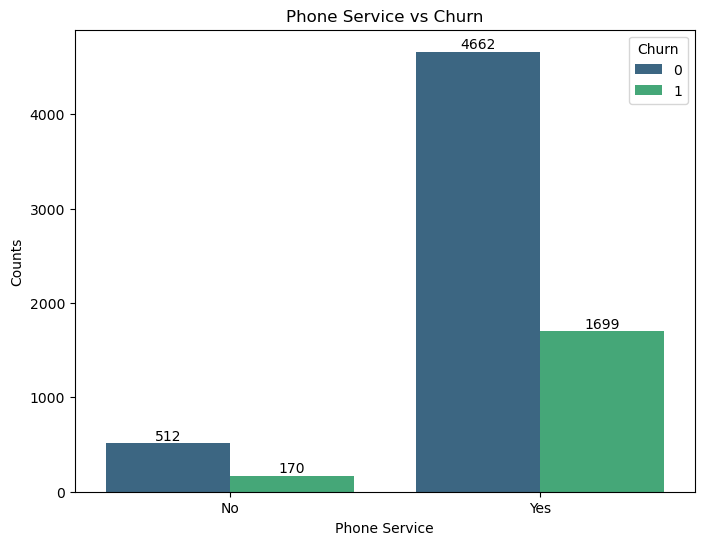 Phone Service vs Churn
Churn
0
1
Counts
4000
3000
2000
1000
0
512
170
4662
1699
No
Yes
Phone Service